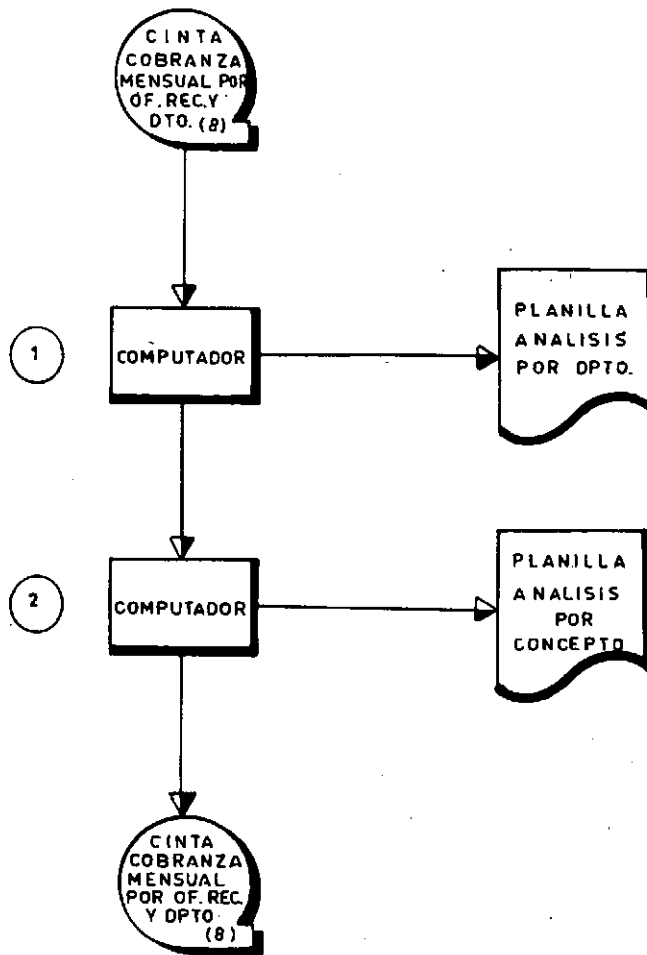 CINTA
COBRANZA
MENSUAL POR
OF. REC. Y
DTO. (8)
1
COMPUTADOR
PLANILLA
ANALISIS
POR DPTO.
2
COMPUTADOR
PLANILLA
ANALISIS
POR
CONCEPTO
CINTA
COBRANZA
MENSUAL
POR OF. REC.
Y DPTO
(8)